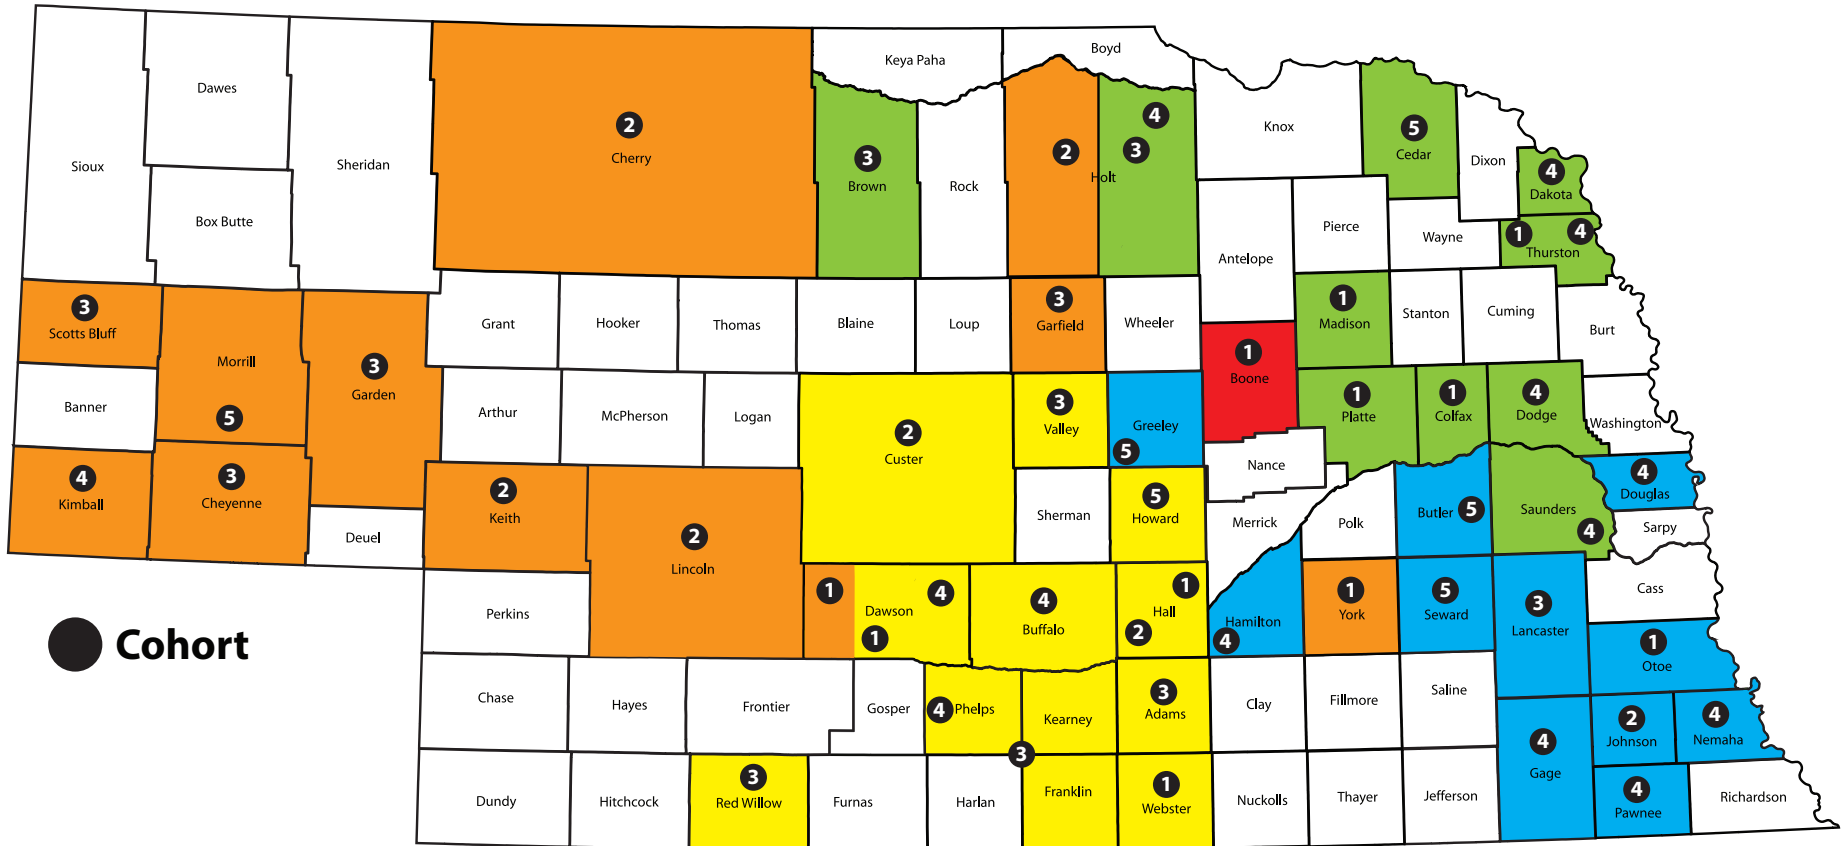 Keya Paha
Boyd
Dawes
2
Cherry
Sioux
Sheridan
Box Butte
3
Brown
Rock
2
4
3
Holt
Knox
5
Cedar
Dixon
4
Dakota
Pierce
Wayne
1
4
Thurston
Antelope
3
Scotts Bluff
Morrill
5
3
Garden
Grant
Hooker
Thomas
Blaine
Loup
3
Garfield
Wheeler
1
Madison
Stanton
Cuming
Burt
1
Boone
Banner
Arthur
McPherson
Logan
2
Custer
3
Valley
Greeley
5
1
Platte
1
Colfax
4
Dodge
Washington
Nance
4
Kimball
3
Cheyenne
Deuel
2
Keith
2
Lincoln
Sherman
5
Howard
Merrick
Polk
Butler
5
Saunders
4
4
Douglas
Sarpy
Perkins
1
Dawson
4
1
4
Buffalo
1
Hall
2
Hamilton
4
1
York
5
Seward
3
Lancaster
Cass
1
Otoe
Cohort
Chase
Hayes
Frontier
Gosper
4
Phelps
Kearney
3
Adams
Clay
Fillmore
Saline
2
Johnson
4
Nemaha
4
Gage
Dundy
Hitchcock
3
Red Willow
Furnas
Harlan
3
Franklin
1
Webster
Nuckolls
Thayer
Jefferson
4
Pawnee
Richardson